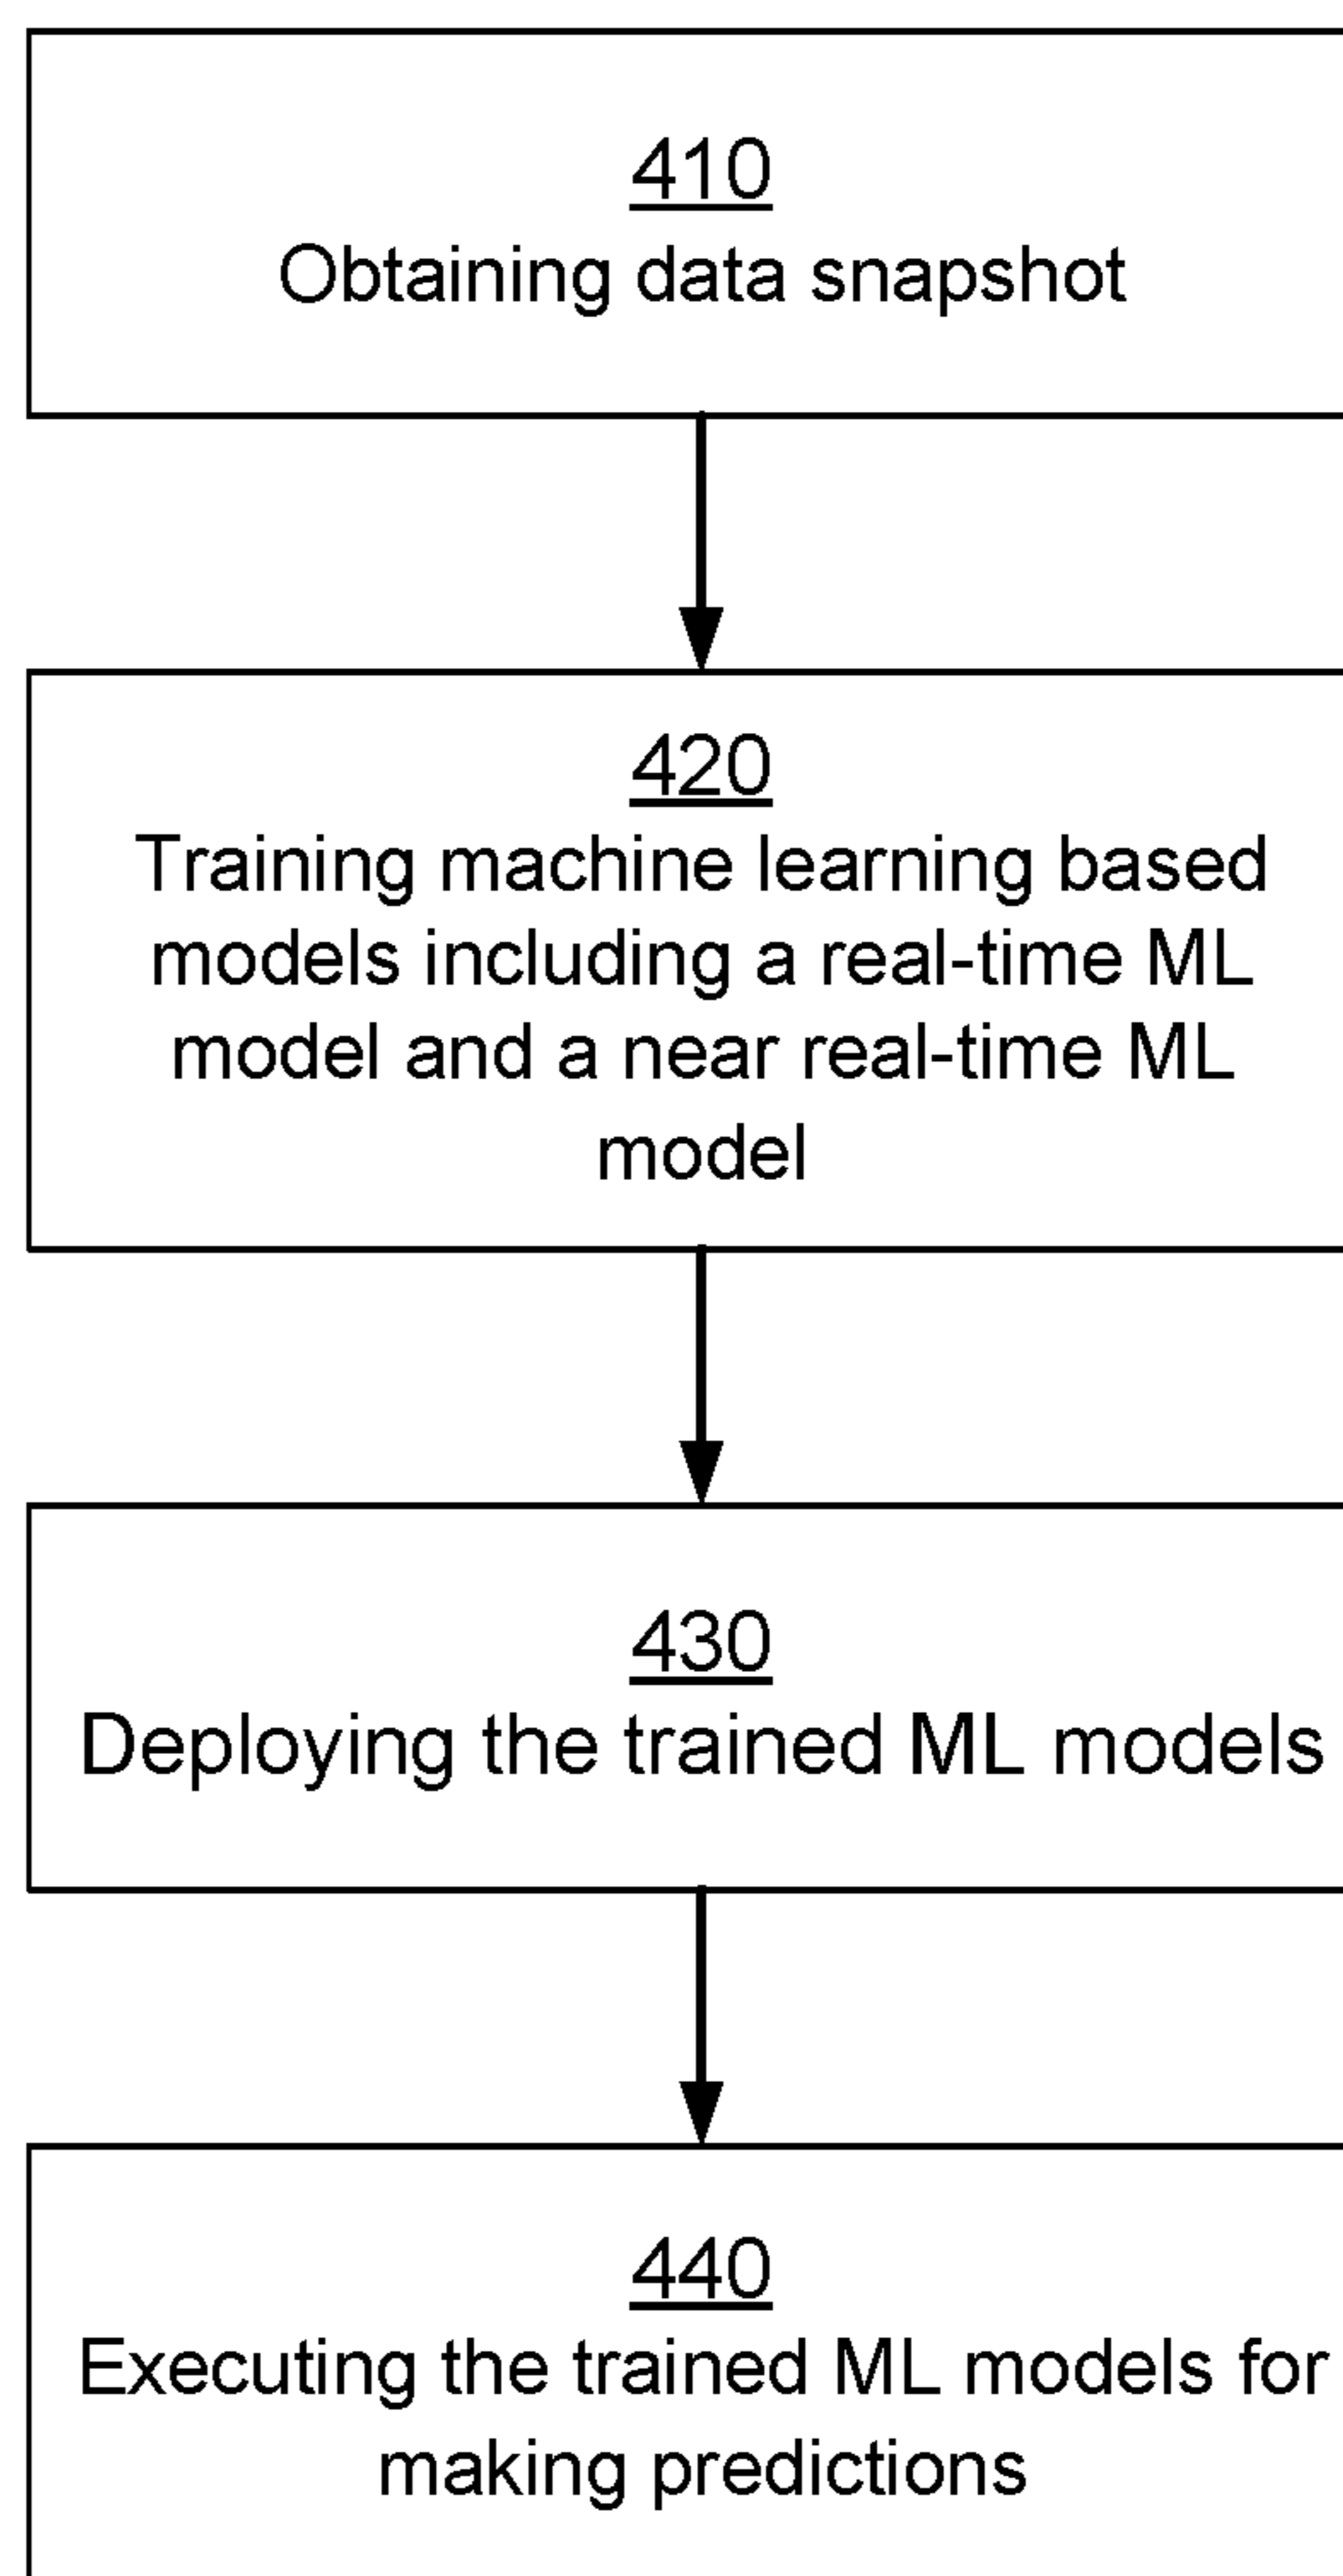 410
Obtaining data snapshot
420
Training machine learning based
models including a real-time ML
model and a near real-time ML
model
430
Deploying the trained ML models
440
Executing the trained ML models for
making predictions